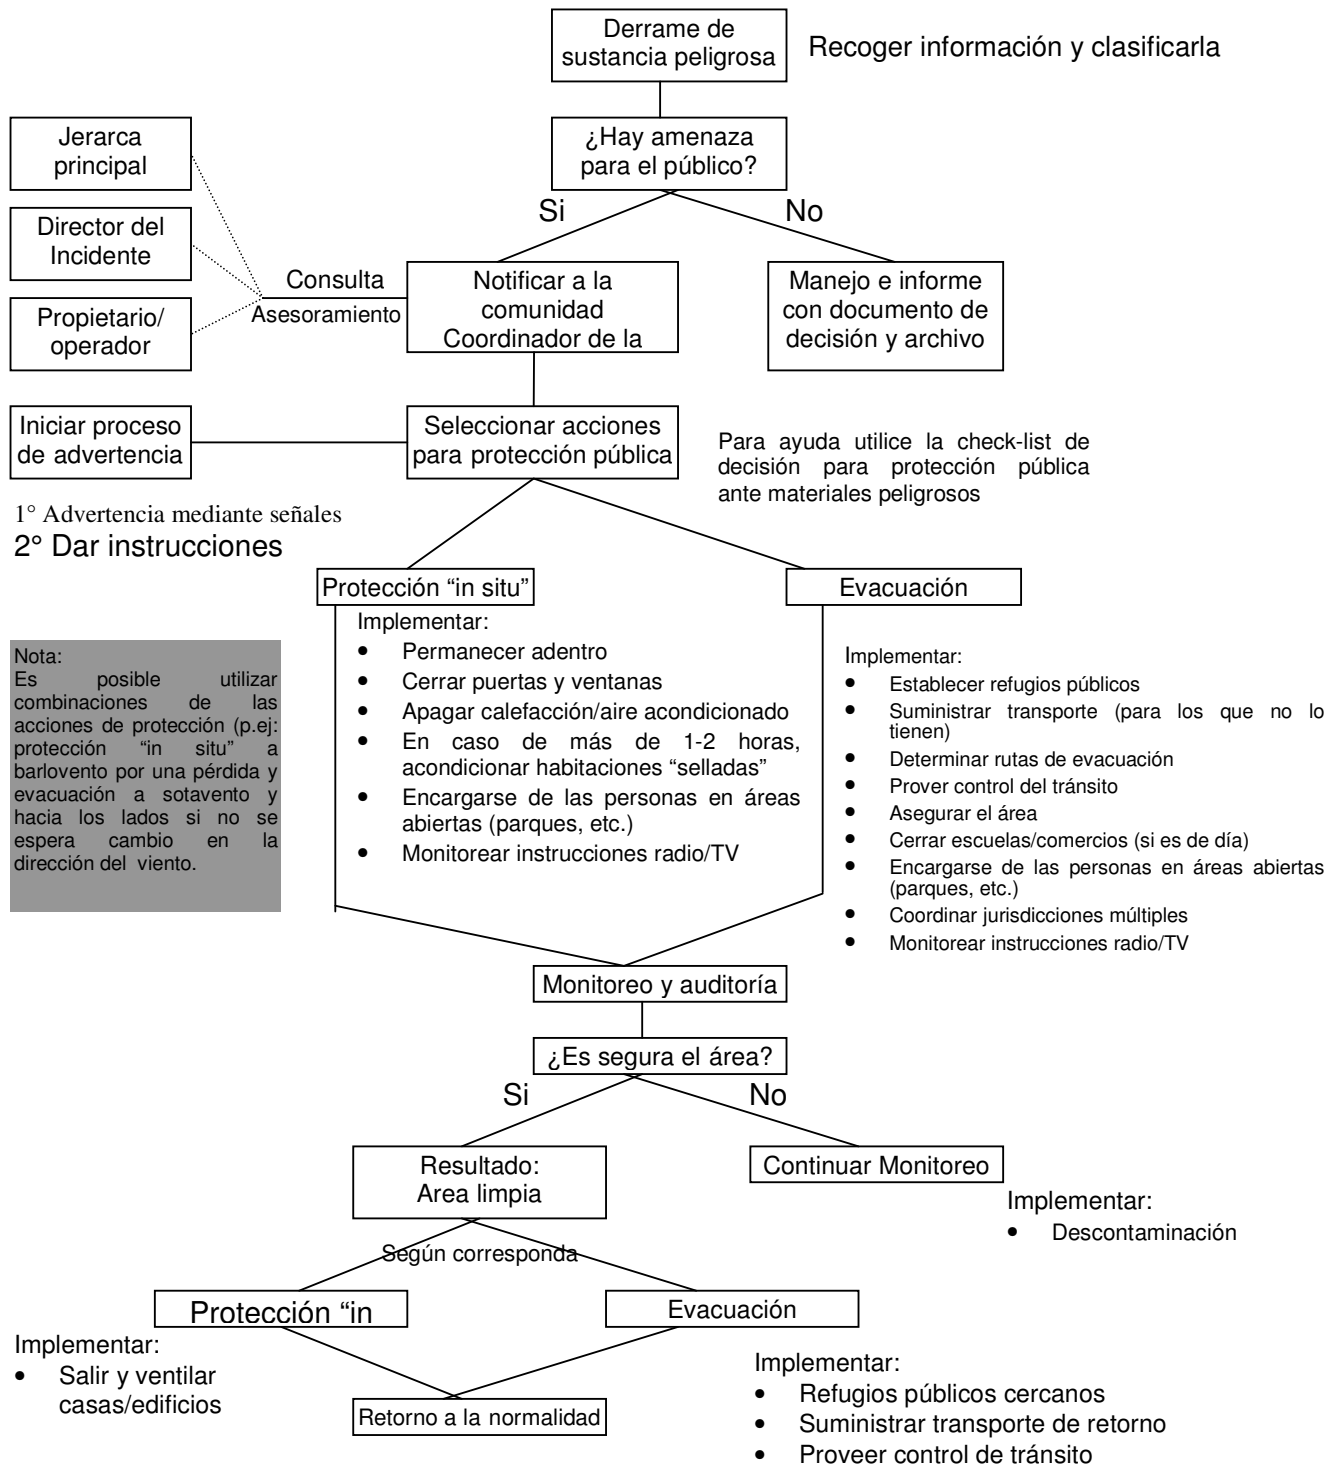 Derrame de
sustancia peligrosa
Recoger información y clasificarla
¿Hay amenaza
para el público?
Jerarca
principal
Si
No
Director del
Incidente
Consulta
Asesoramiento
Notificar a la
comunidad
Coordinador de la
Manejo e informe
con documento de
decisión y archivo
Propietario/
operador
Iniciar proceso
de advertencia
Seleccionar acciones
para protección pública
Para ayuda utilice la check-list de
decisión para protección pública
ante materiales peligrosos
1° Advertencia mediante señales
2° Dar instrucciones
Protección “in situ”
Evacuación
Nota:
Es posible utilizar
combinaciones de las
acciones de protección (p.ej:
protección “in situ” a
barlovento por una pérdida y
evacuación a sotavento y
hacia los lados si no se
espera cambio en la
dirección del viento.
Implementar:
• Permanecer adentro
• Cerrar puertas y ventanas
• Apagar calefacción/aire acondicionado
• En caso de más de 1-2 horas,
acondicionar habitaciones “selladas”
• Encargarse de las personas en áreas
abiertas (parques, etc.)
• Monitorear instrucciones radio/TV
Implementar:
• Establecer refugios públicos
• Suministrar transporte (para los que no lo
tienen)
• Determinar rutas de evacuación
• Prover control del tránsito
• Asegurar el área
• Cerrar escuelas/comercios (si es de día)
• Encargarse de las personas en áreas abiertas
(parques, etc.)
• Coordinar jurisdicciones múltiples
• Monitorear instrucciones radio/TV
Monitoreo y auditoría
¿Es segura el área?
Si
No
Resultado:
Area limpia
Continuar Monitoreo
Implementar:
• Descontaminación
Según corresponda
Protección “in
Evacuación
Implementar:
• Salir y ventilar
casas/edificios
Retorno a la normalidad
Implementar:
• Refugios públicos cercanos
• Suministrar transporte de retorno
• Proveer control de tránsito